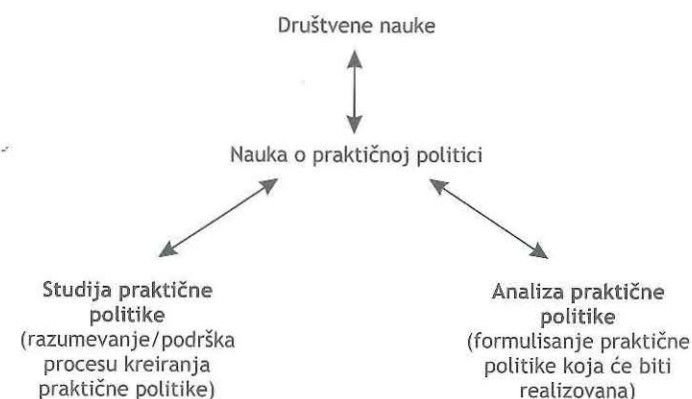 Društvene nauke
Nauka o praktičnoj politici
Studija praktične
politike
(razumevanje/podrška
procesu kreiranja
praktične politike)
Analiza praktične
politike
(formulisanje praktične
politike koja će biti
realizovana)